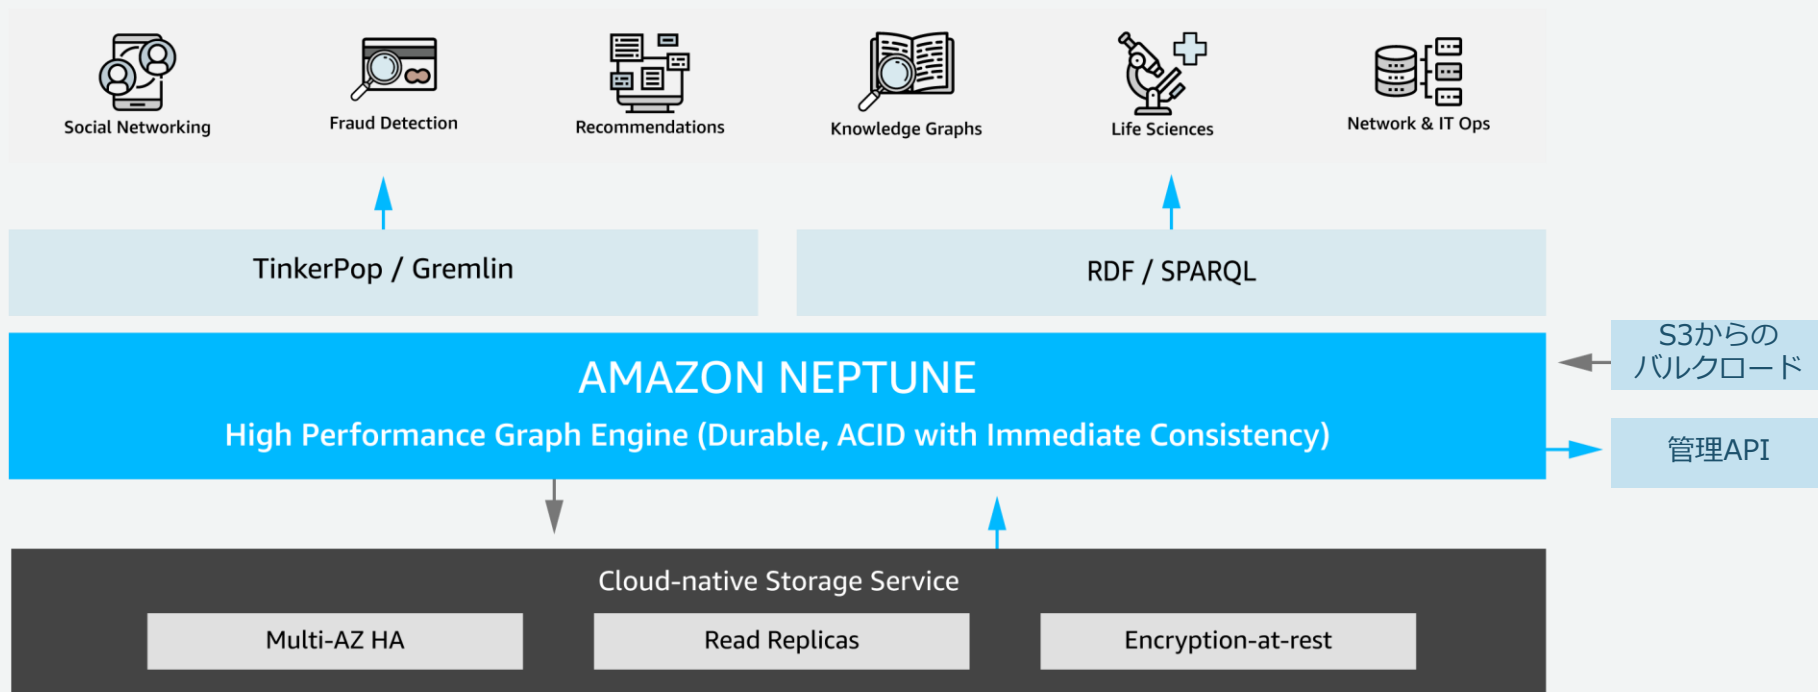 Social Networking
Fraud Detection
Recommendations
Knowledge Graphs
Life Sciences
Network & IT Ops
TinkerPop / Gremlin
RDF / SPARQL
AMAZON NEPTUNE
High Performance Graph Engine (Durable, ACID with Immediate Consistency)
S3からの
バルクロード
管理API
Cloud-native Storage Service
Multi-AZ HA
Read Replicas
Encryption-at-rest